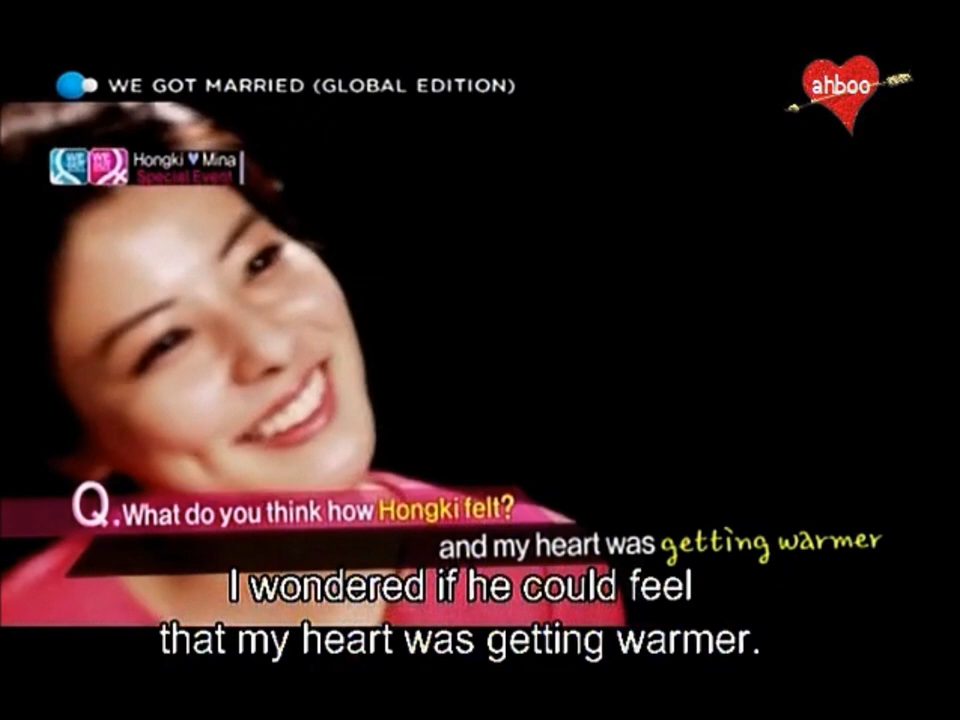 WE GOT MARRIED (GLOBAL EDITION)
ahboo
Hongki ♥ Mina
Special Event
Q.What do you think how Hongki felt?
and my heart was getting warmer
I wondered if he could feel
that my heart was getting warmer.